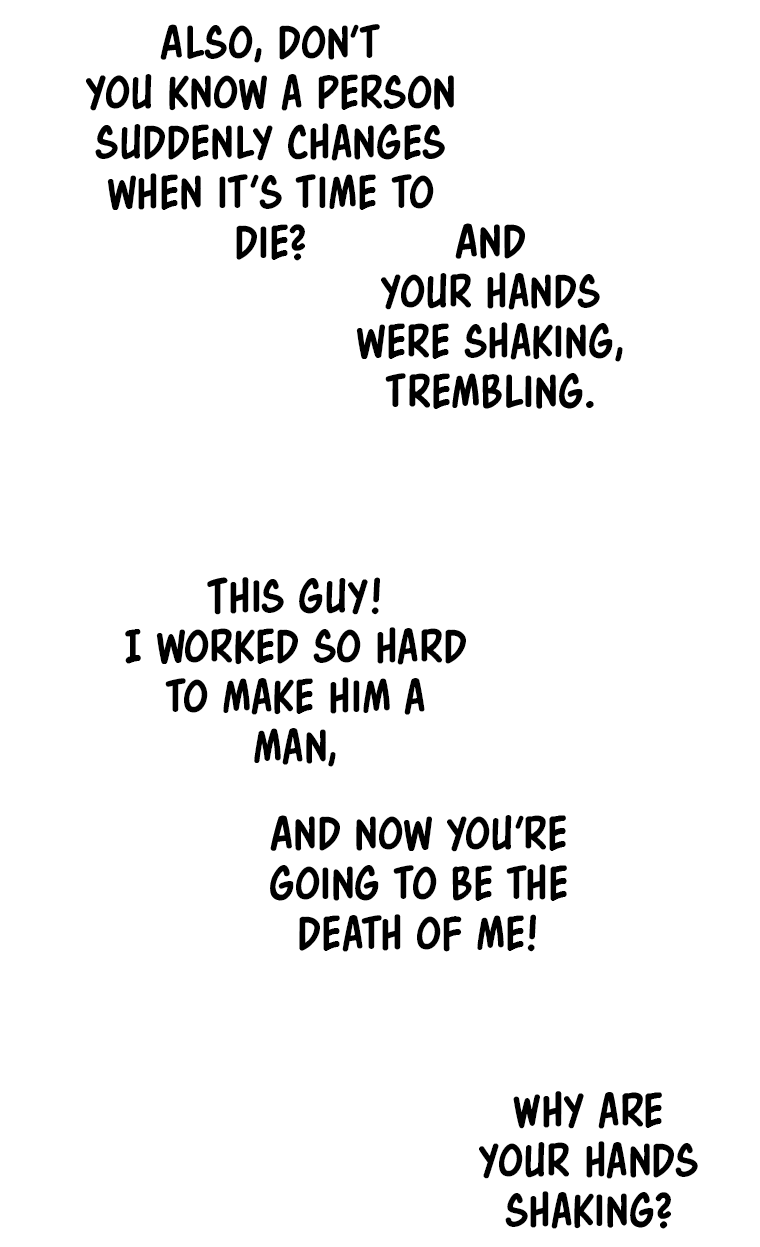 ALSO, DON'T
YOU KNOW A PERSON
SUDDENLY CHANGES
WHEN IT'S TIME TO
DIE?
AND
YOUR HANDS
WERE SHAKING,
TREMBLING.
THIS GUY!
I WORKED SO HARD
TO MAKE HIM A
MAN,
AND NOW YOU'RE
GOING TO BE THE
DEATH OF ME!
WHY ARE
YOUR HANDS
SHAKING?